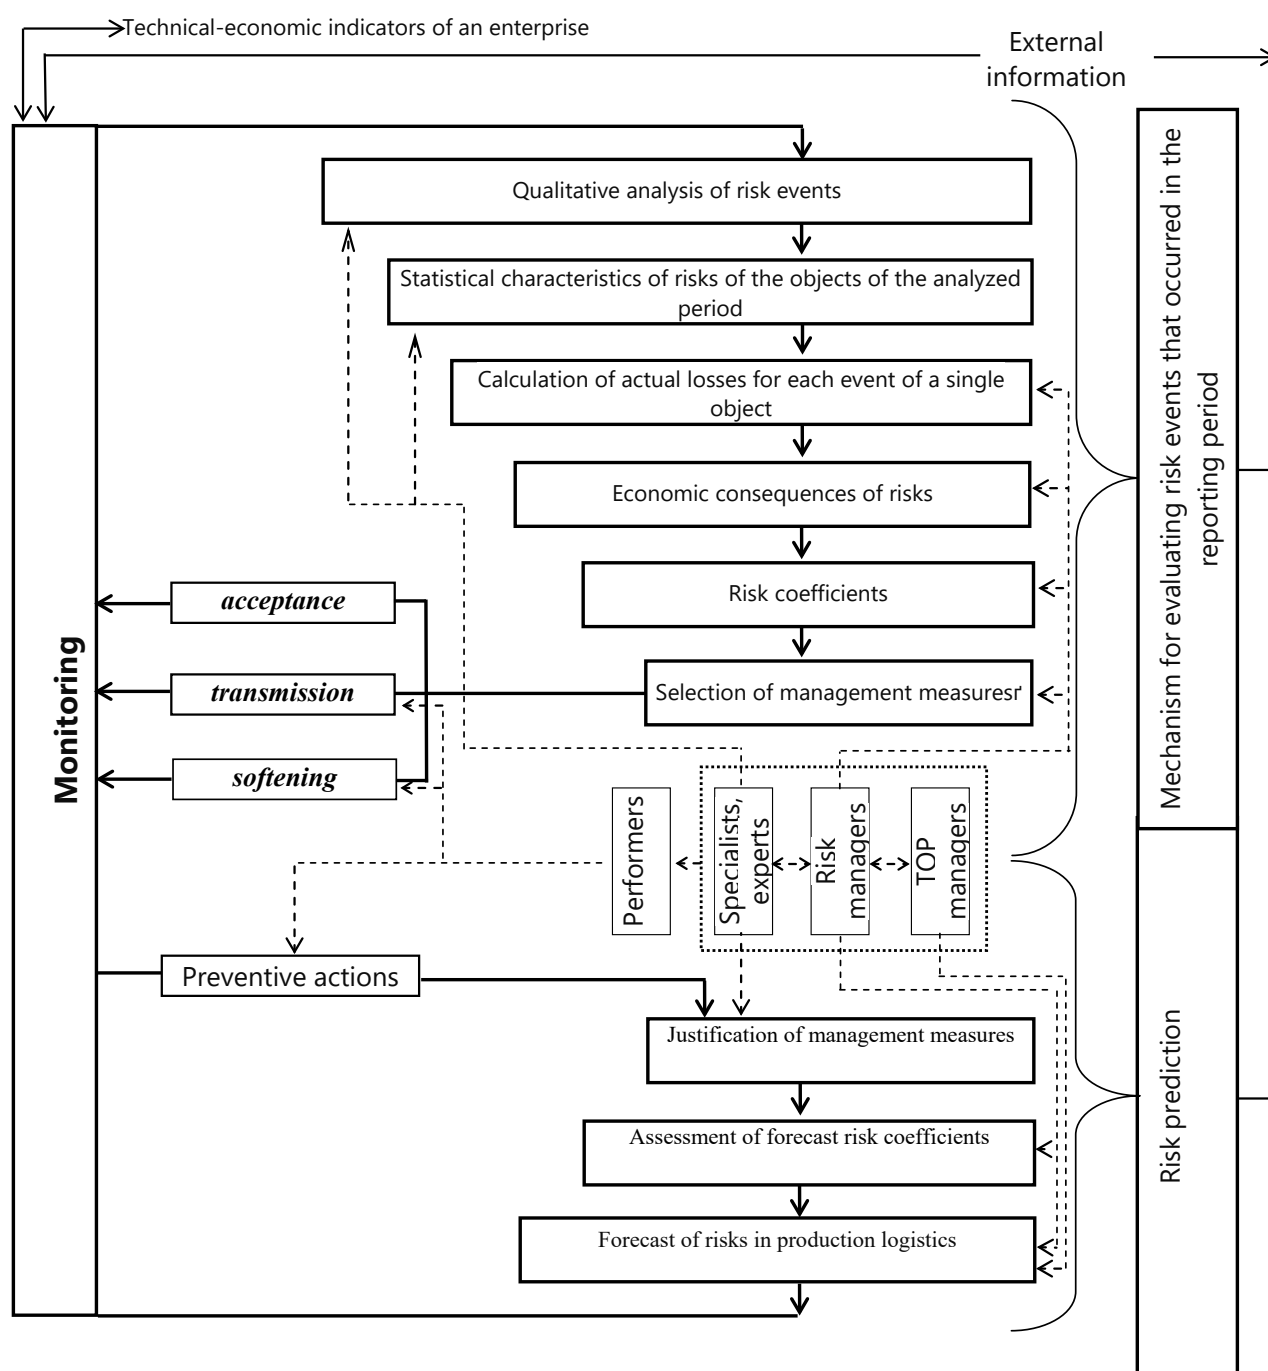 Technical-economic indicators of an enterprise
External
information
Qualitative analysis of risk events
Statistical characteristics of risks of the objects of the analyzed
period
Calculation of actual losses for each event of a single
object
Economic consequences of risks
Risk coefficients
Selection of management measures
Mechanism for evaluating risk events that occurred in the
reporting period
Monitoring
acceptance
transmission
softening
Performers
Specialists,
experts
Risk
managers
TOP
managers
Preventive actions
Justification of management measures
Assessment of forecast risk coefficients
Forecast of risks in production logistics
Risk prediction